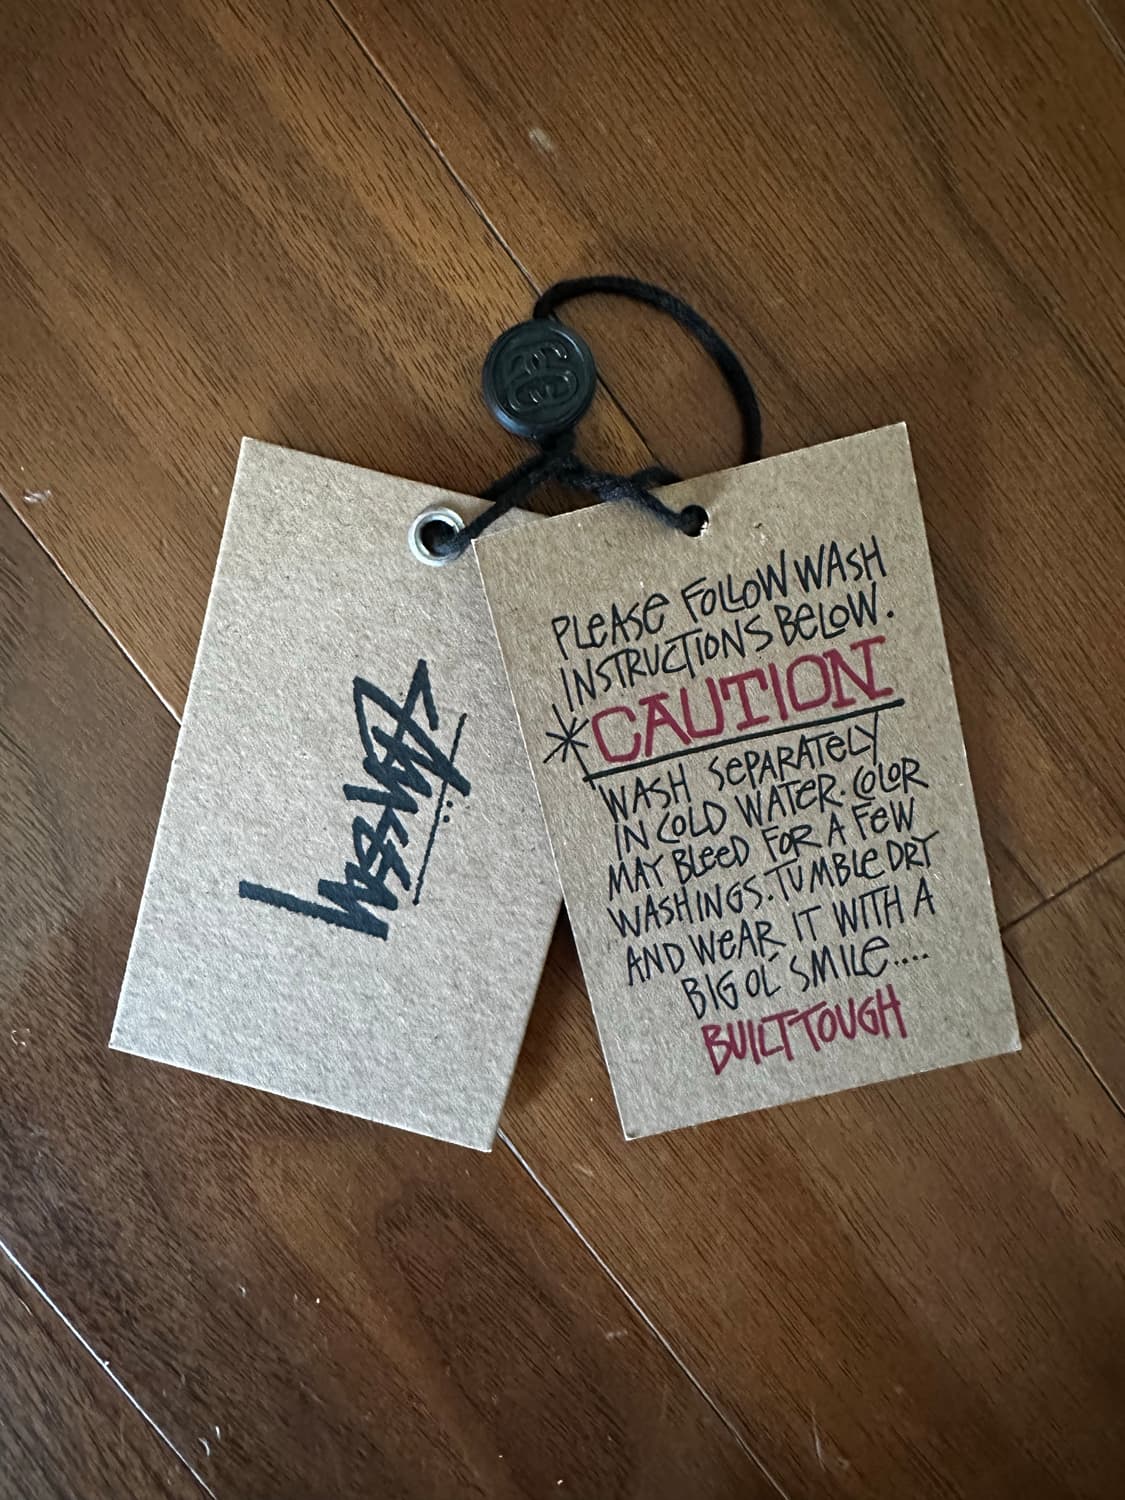 Stüssy
PLEASE FOLLOW WASH
INSTRUCTIONS BELOW.
*CAUTION
WASH SEPARATELY
IN COLD WATER. COLOR
MAY BLEED FOR A FEW
WASHINGS. TUMBLE DRY
AND WEAR IT WITH A
BIG OL' SMILE....
BUILT TOUGH